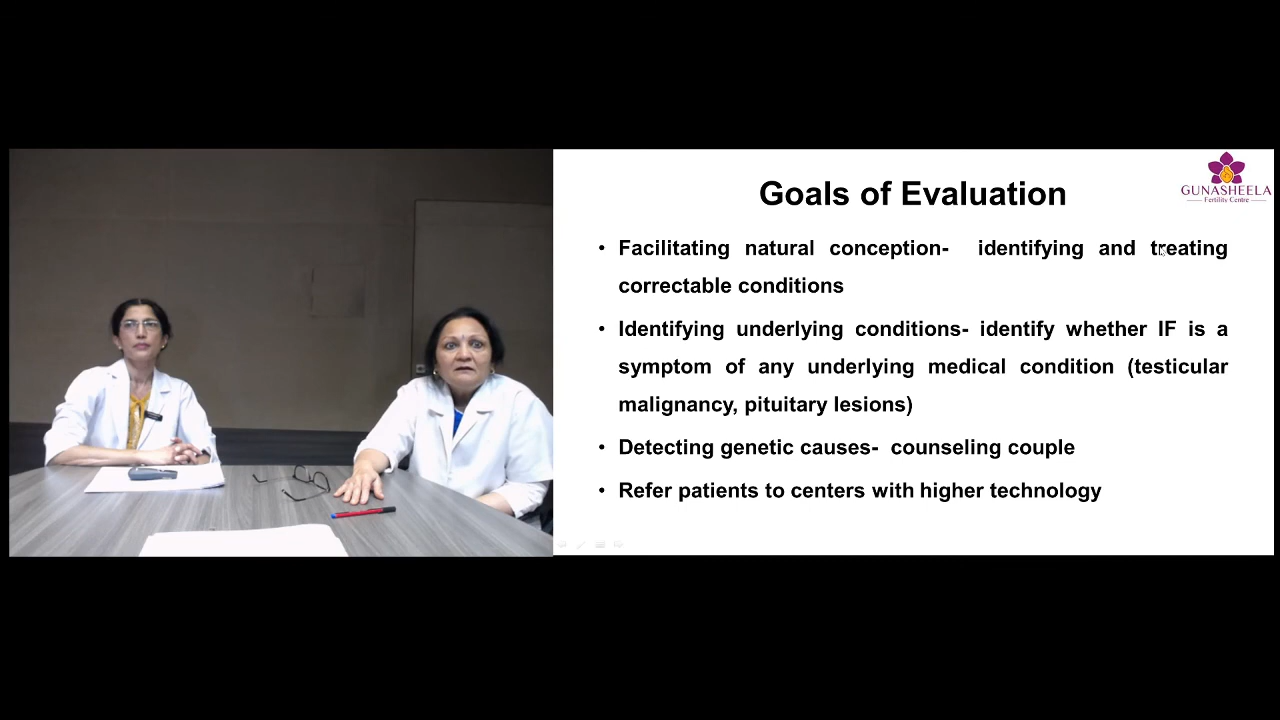 GUNASHEELA
Fertility Centre
Goals of Evaluation
• Facilitating natural conception- identifying and treating
correctable conditions
• Identifying underlying conditions- identify whether IF is a
symptom of any underlying medical condition (testicular
malignancy, pituitary lesions)
• Detecting genetic causes- counseling couple
• Refer patients to centers with higher technology